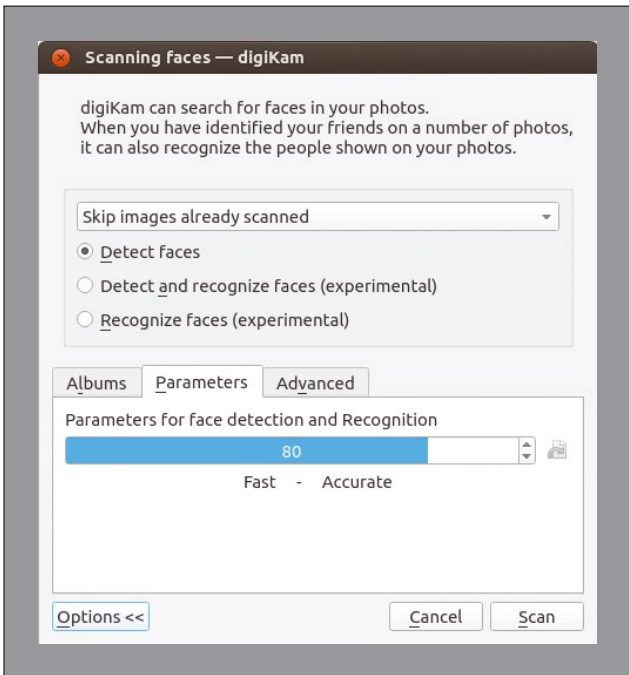 Scanning faces — digiKam
digiKam can search for faces in your photos.
When you have identified your friends on a number of photos,
it can also recognize the people shown on your photos.
Skip images already scanned
Detect faces
Detect and recognize faces (experimental)
Recognize faces (experimental)
Albums Parameters Advanced
Parameters for face detection and Recognition
80
Fast - Accurate
Options << Cancel Scan